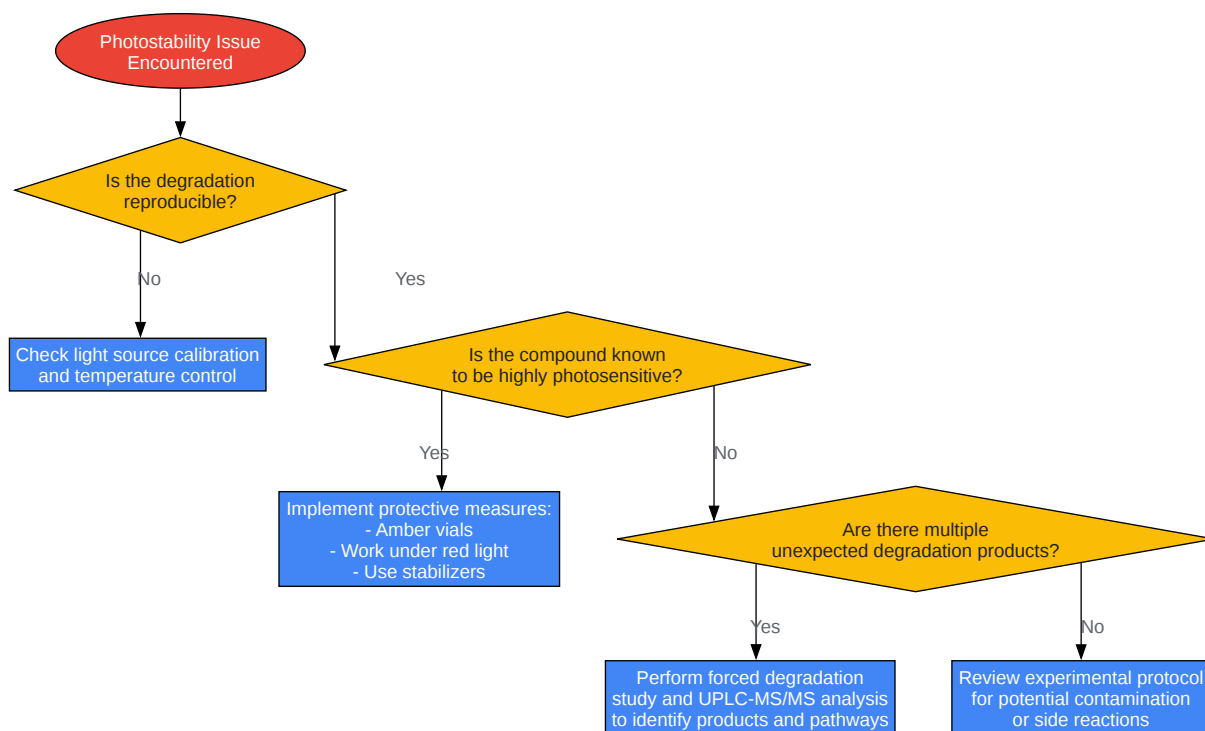 Photostability Issue
Encountered
Is the degradation
reproducible?
No
Yes
Check light source calibration
and temperature control
Is the compound known
to be highly photosensitive?
Yes
No
Implement protective measures:
- Amber vials
- Work under red light
- Use stabilizers
Are there multiple
unexpected degradation products?
Yes
No
Perform forced degradation
study and UPLC-MS/MS analysis
to identify products and pathways
Review experimental protocol
for potential contamination
or side reactions